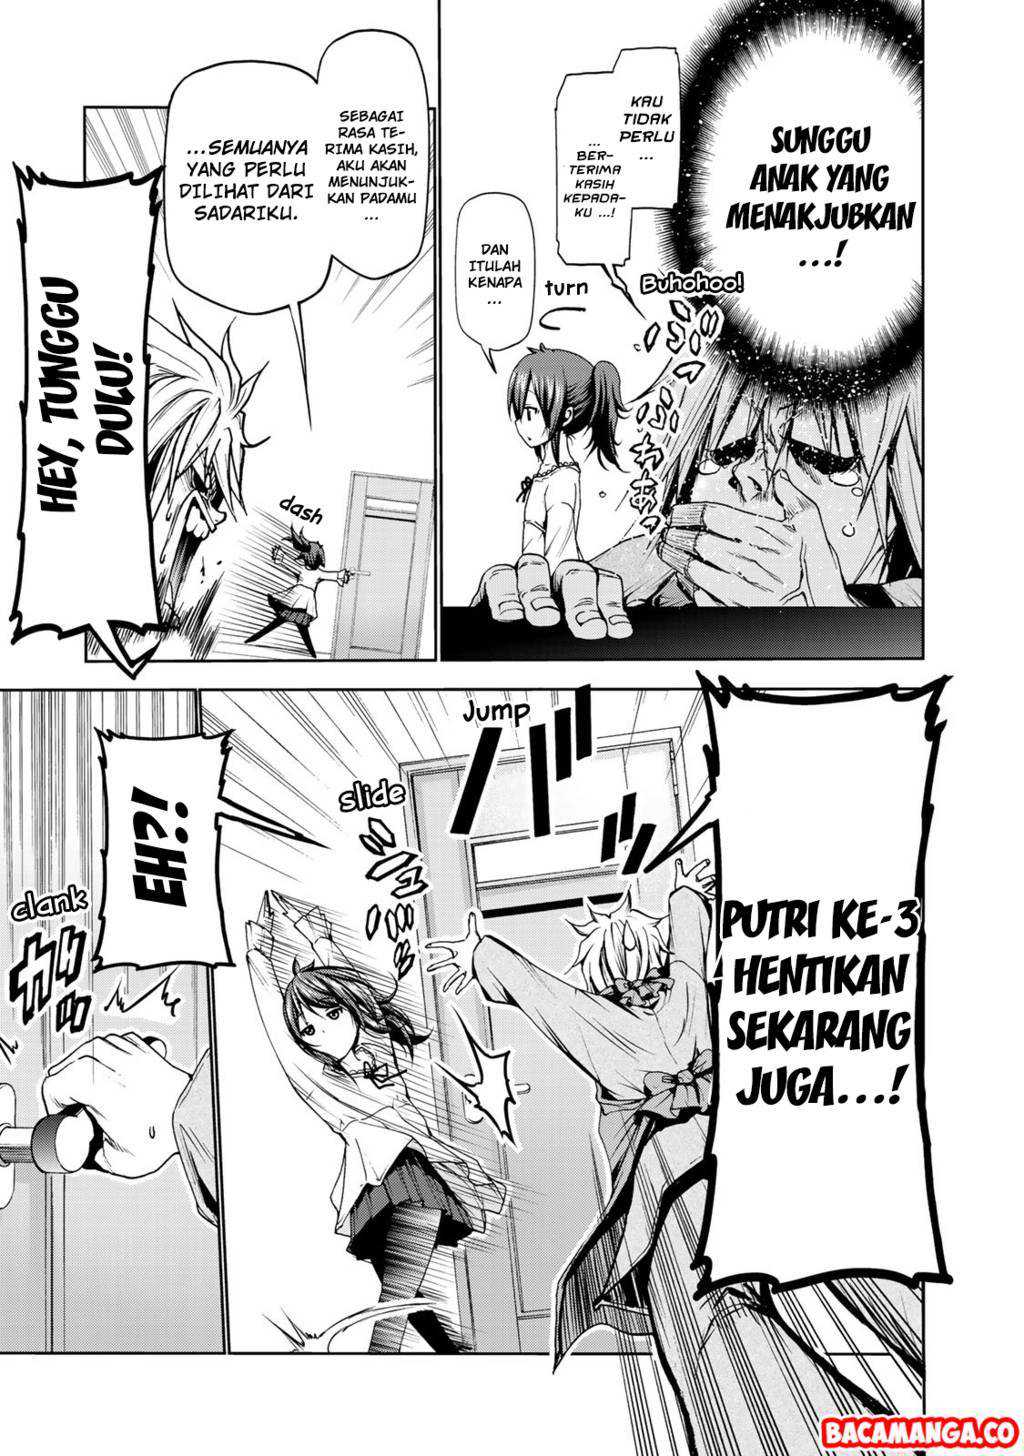 SUNGGU
ANAK YANG
MENAKJUBKAN
...!
Buhohoo!
KAU
TIDAK
PERLU
...
...
BER-
TERIMA
KASIH
KEPADA-
KU ...!
turn
DAN
ITULAH
KENAPA
...
SEBAGAI
RASA TE-
RIMA KASIH,
AKU AKAN
MENUNJUK-
KAN PADAMU
...
...SEMUANYA
YANG PERLU
DILIHAT DARI
SADARIKU.
dash
HEY, TUNGGU
DULU!
PUTRI KE-3
HENTIKAN
SEKARANG
JUGA...!
Jump
slide
EH?!
clank
BACAMANGA.CO